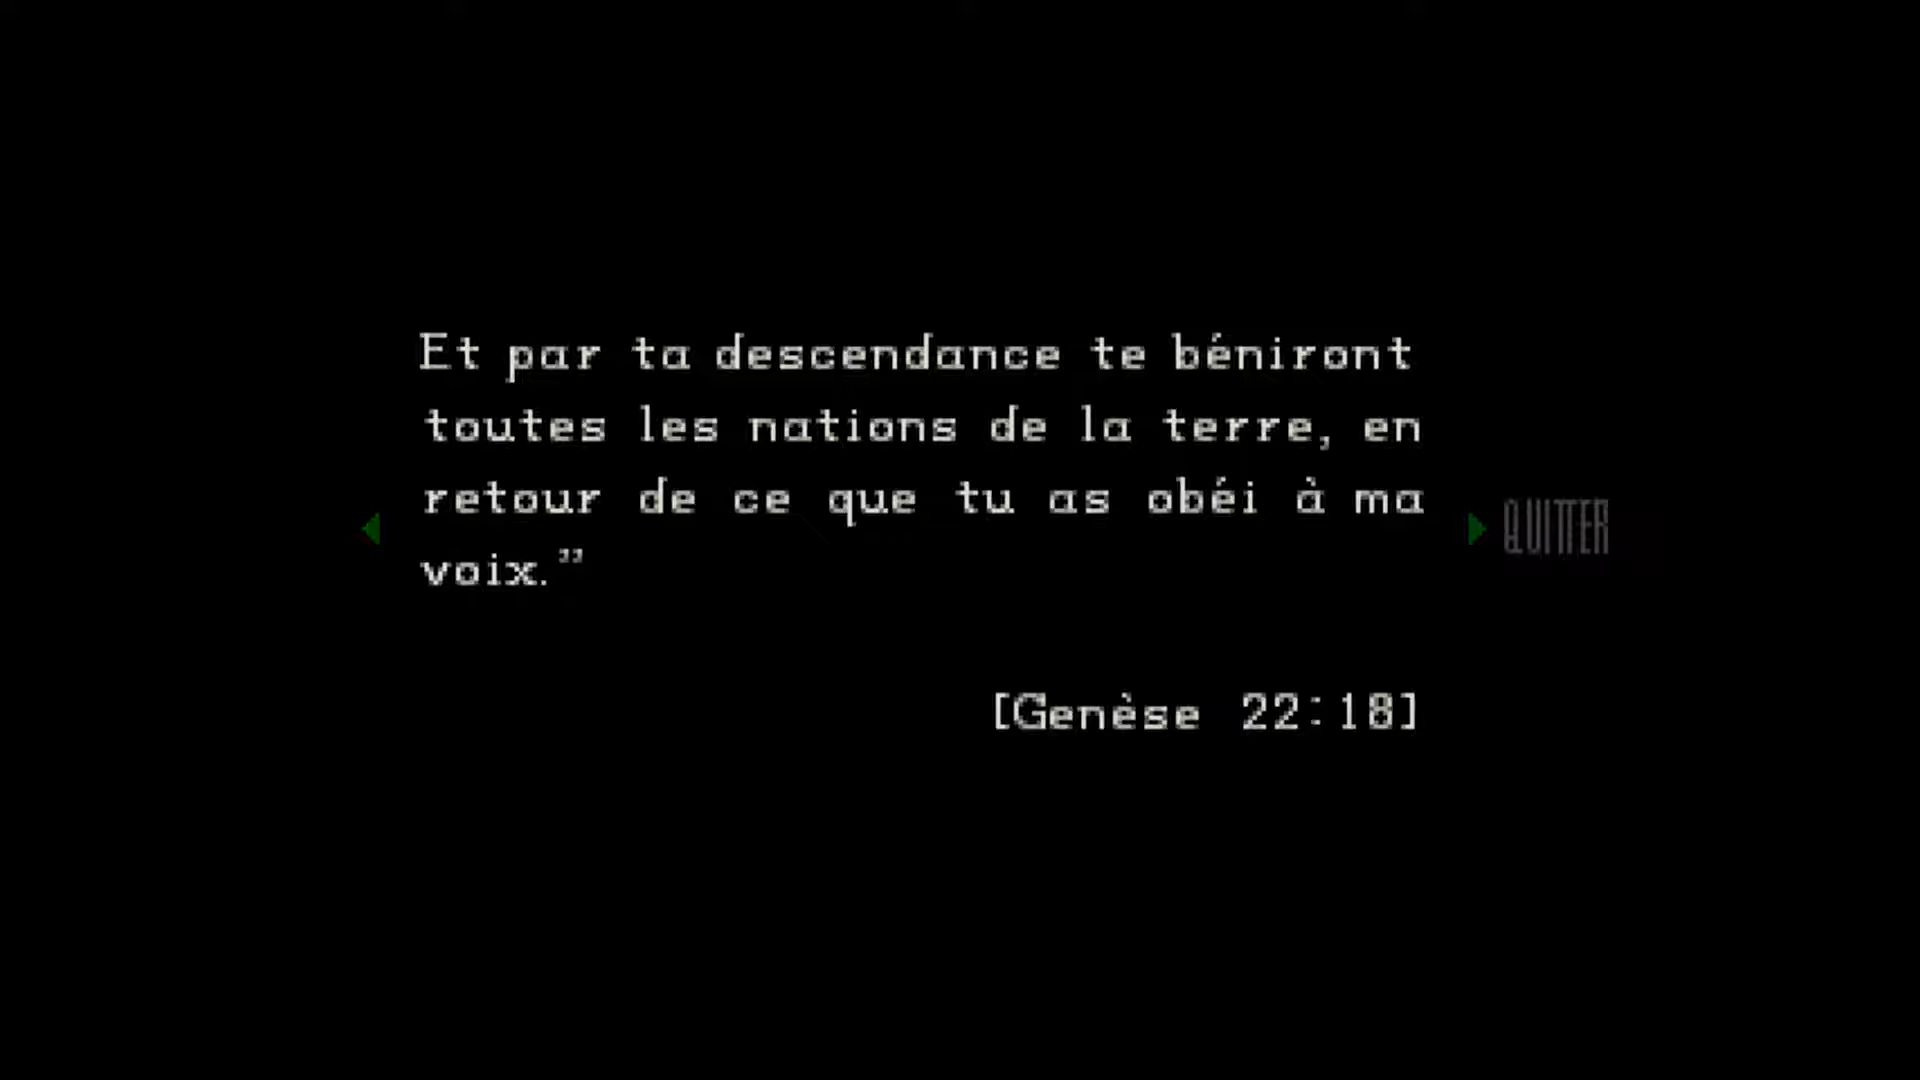 Et par ta descendance te béniront
toutes les nations de la terre, en
retour de ce que tu as obéi à ma
voix.”
QUITTER
[Genèse 22:18]